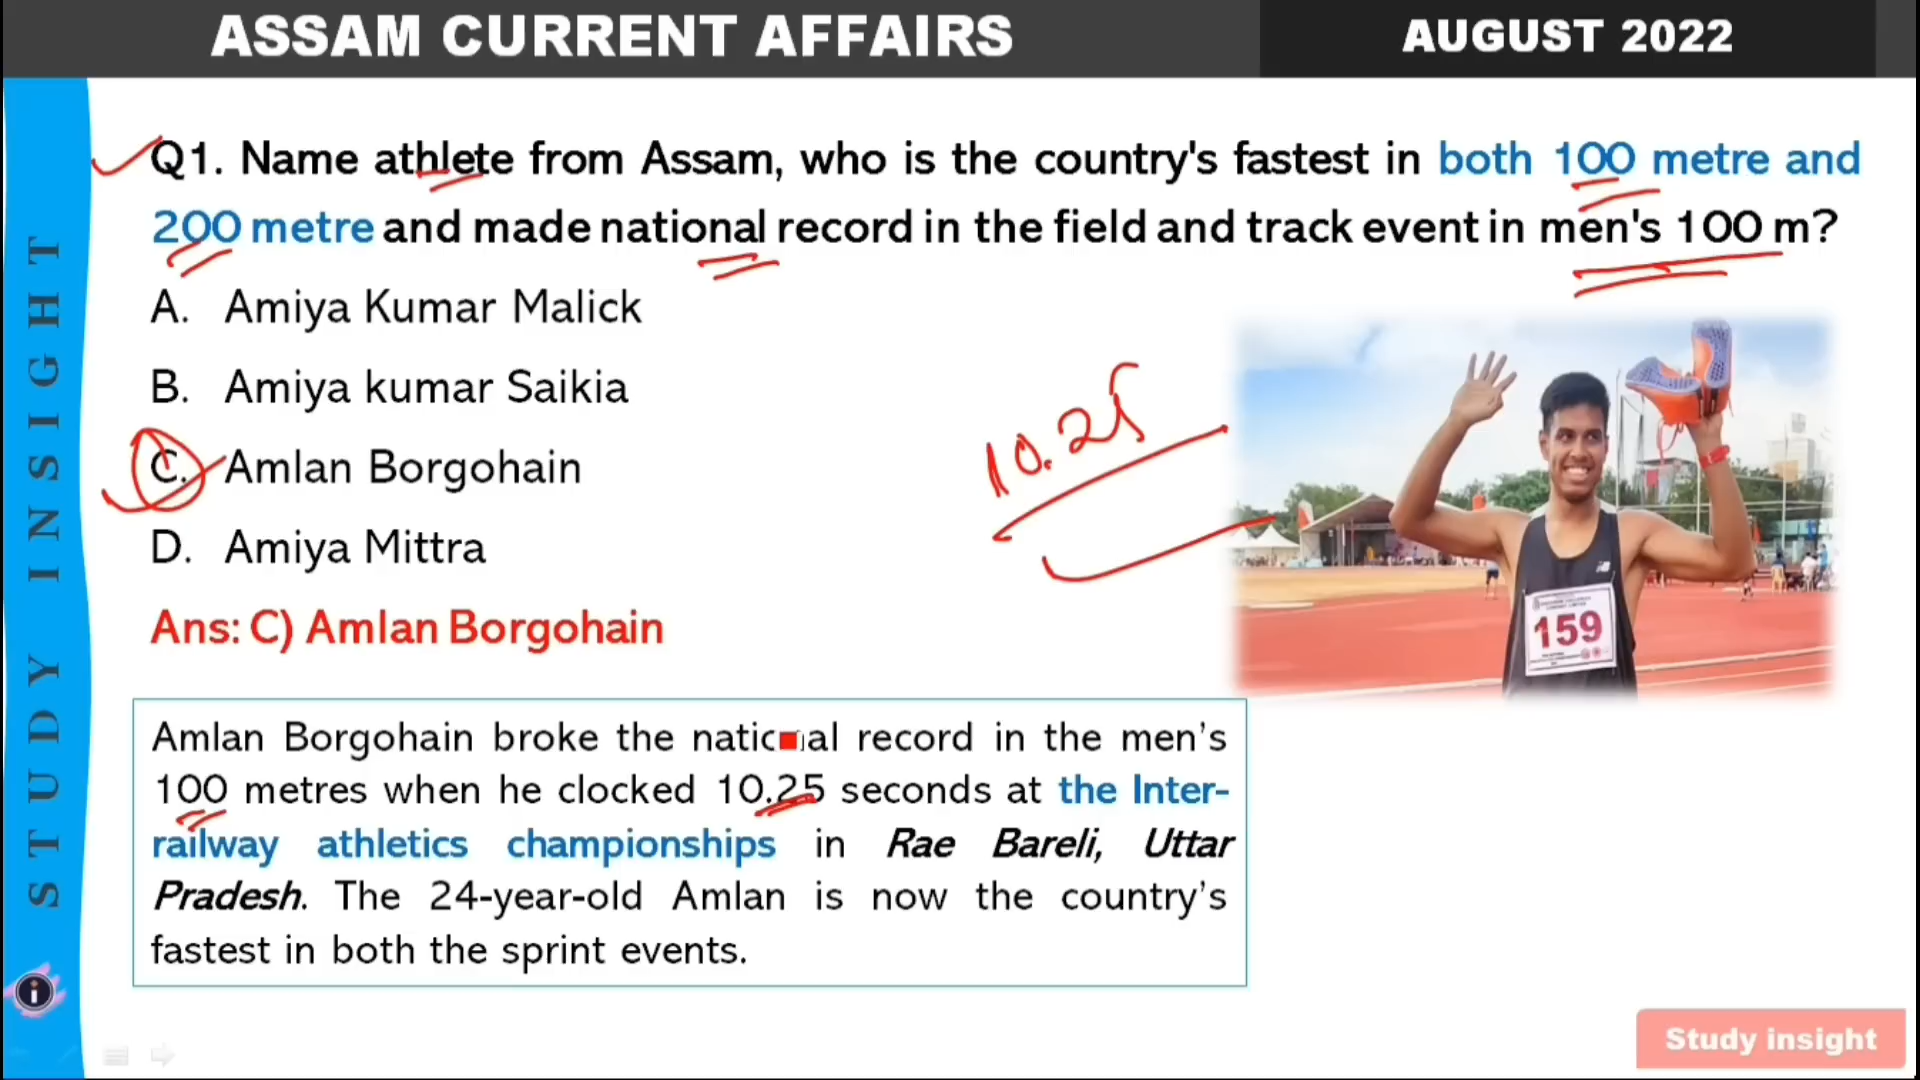 ASSAM CURRENT AFFAIRS
AUGUST 2022
STUDY INSIGHT
Q1. Name athlete from Assam, who is the country's fastest in both 100 metre and
200 metre and made national record in the field and track event in men's 100 m?
A. Amiya Kumar Malick
B. Amiya kumar Saikia
C. Amlan Borgohain
D. Amiya Mittra
Ans: C) Amlan Borgohain
10.25
159
Amlan Borgohain broke the national record in the men's
100 metres when he clocked 10.25 seconds at the Inter-
railway athletics championships in Rae Bareli, Uttar
Pradesh. The 24-year-old Amlan is now the country's
fastest in both the sprint events.
i
Study insight